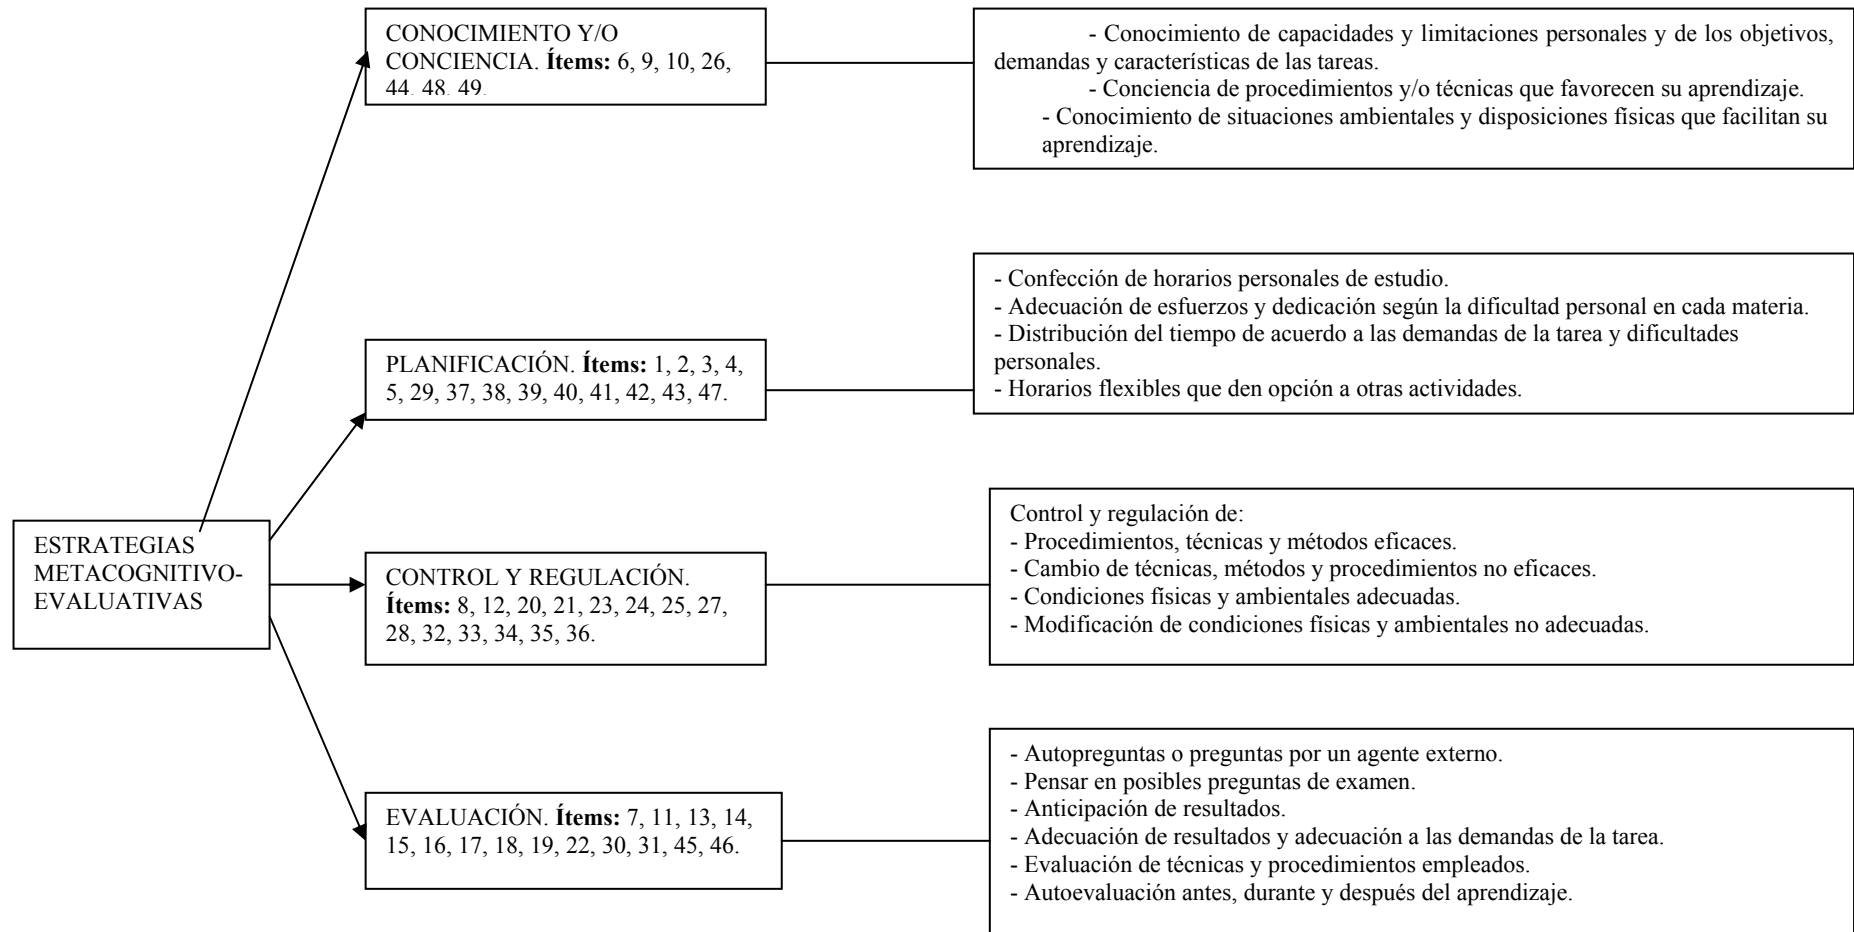 CONOCIMIENTO Y/O
CONCIENCIA. Ítems: 6, 9, 10, 26,
44, 48, 49.
- Conocimiento de capacidades y limitaciones personales y de los objetivos,
demandas y características de las tareas.
- Conciencia de procedimientos y/o técnicas que favorecen su aprendizaje.
- Conocimiento de situaciones ambientales y disposiciones físicas que facilitan su
aprendizaje.
PLANIFICACIÓN. Ítems: 1, 2, 3, 4,
5, 29, 37, 38, 39, 40, 41, 42, 43, 47.
- Confección de horarios personales de estudio.
- Adecuación de esfuerzos y dedicación según la dificultad personal en cada materia.
- Distribución del tiempo de acuerdo a las demandas de la tarea y dificultades
personales.
- Horarios flexibles que den opción a otras actividades.
ESTRATEGIAS
METACOGNITIVO-
EVALUATIVAS
CONTROL Y REGULACIÓN.
Ítems: 8, 12, 20, 21, 23, 24, 25, 27,
28, 32, 33, 34, 35, 36.
Control y regulación de:
- Procedimientos, técnicas y métodos eficaces.
- Cambio de técnicas, métodos y procedimientos no eficaces.
- Condiciones físicas y ambientales adecuadas.
- Modificación de condiciones físicas y ambientales no adecuadas.
EVALUACIÓN. Ítems: 7, 11, 13, 14,
15, 16, 17, 18, 19, 22, 30, 31, 45, 46.
- Autopreguntas o preguntas por un agente externo.
- Pensar en posibles preguntas de examen.
- Anticipación de resultados.
- Adecuación de resultados y adecuación a las demandas de la tarea.
- Evaluación de técnicas y procedimientos empleados.
- Autoevaluación antes, durante y después del aprendizaje.